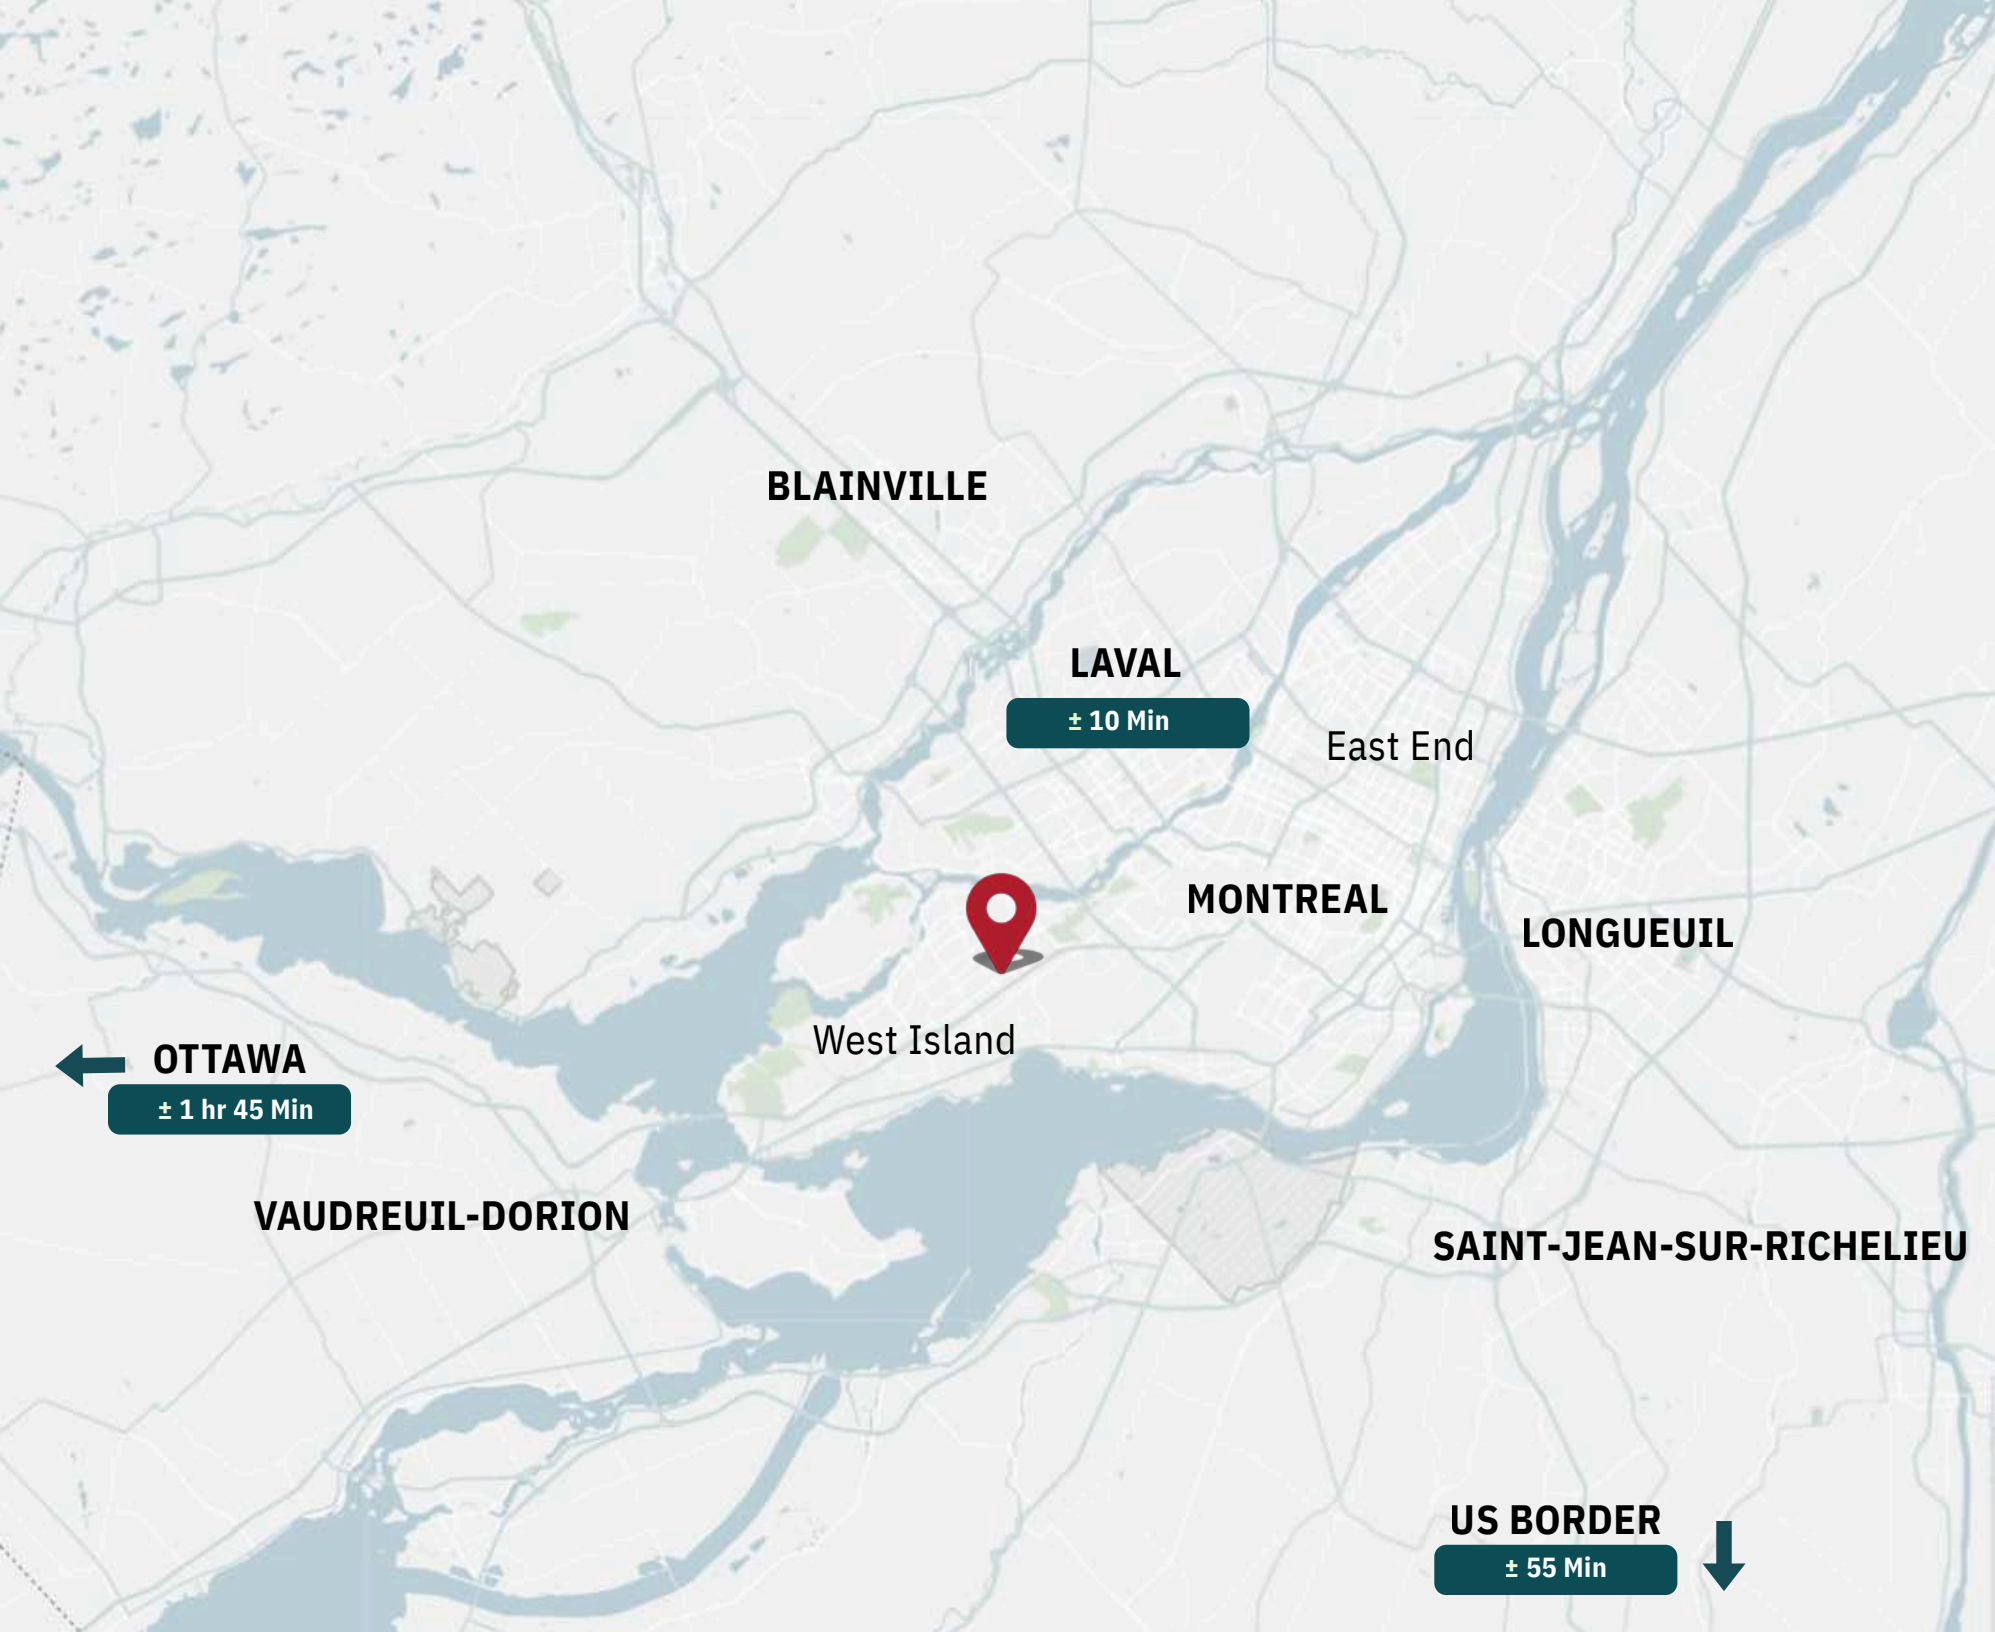 BLAINVILLE
LAVAL
± 10 Min
East End
MONTREAL
LONGUEUIL
West Island
OTTAWA
± 1 hr 45 Min
VAUDREUIL-DORION
SAINT-JEAN-SUR-RICHELIEU
US BORDER
± 55 Min